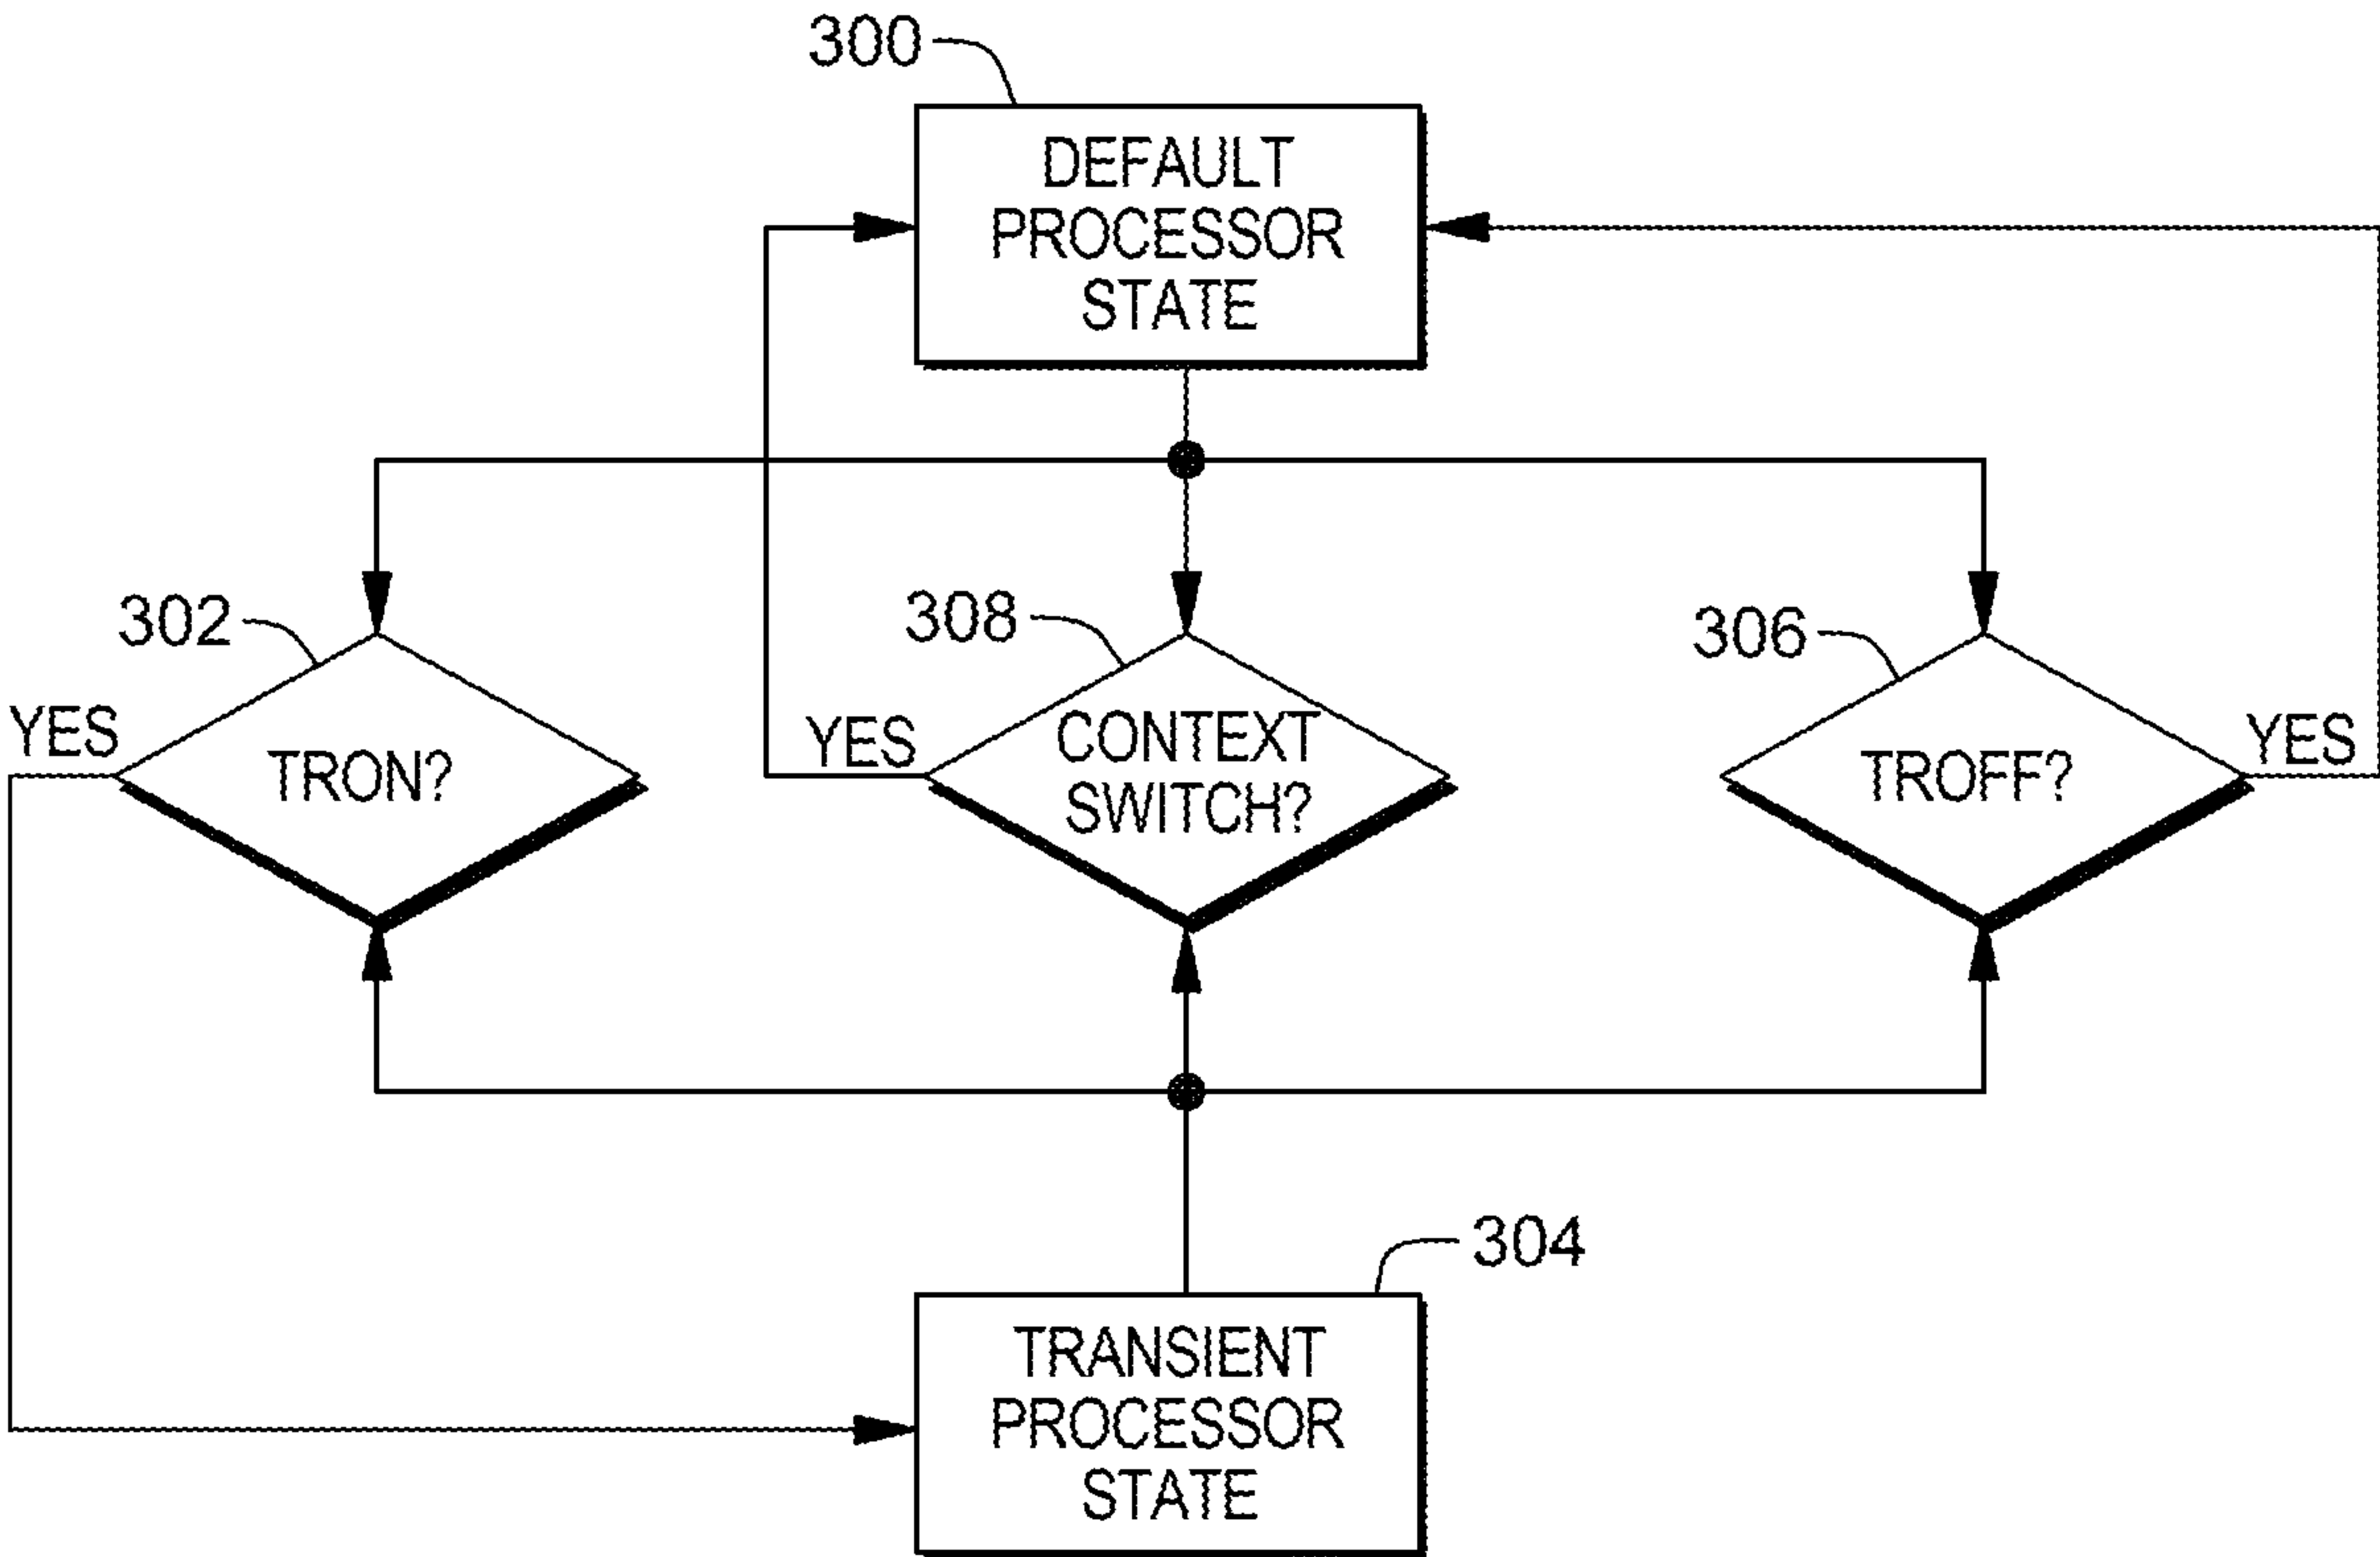 300
DEFAULT
PROCESSOR
STATE
302
308
306
YES
TRON?
YES
CONTEXT
SWITCH?
TROFF?
YES
304
TRANSIENT
PROCESSOR
STATE